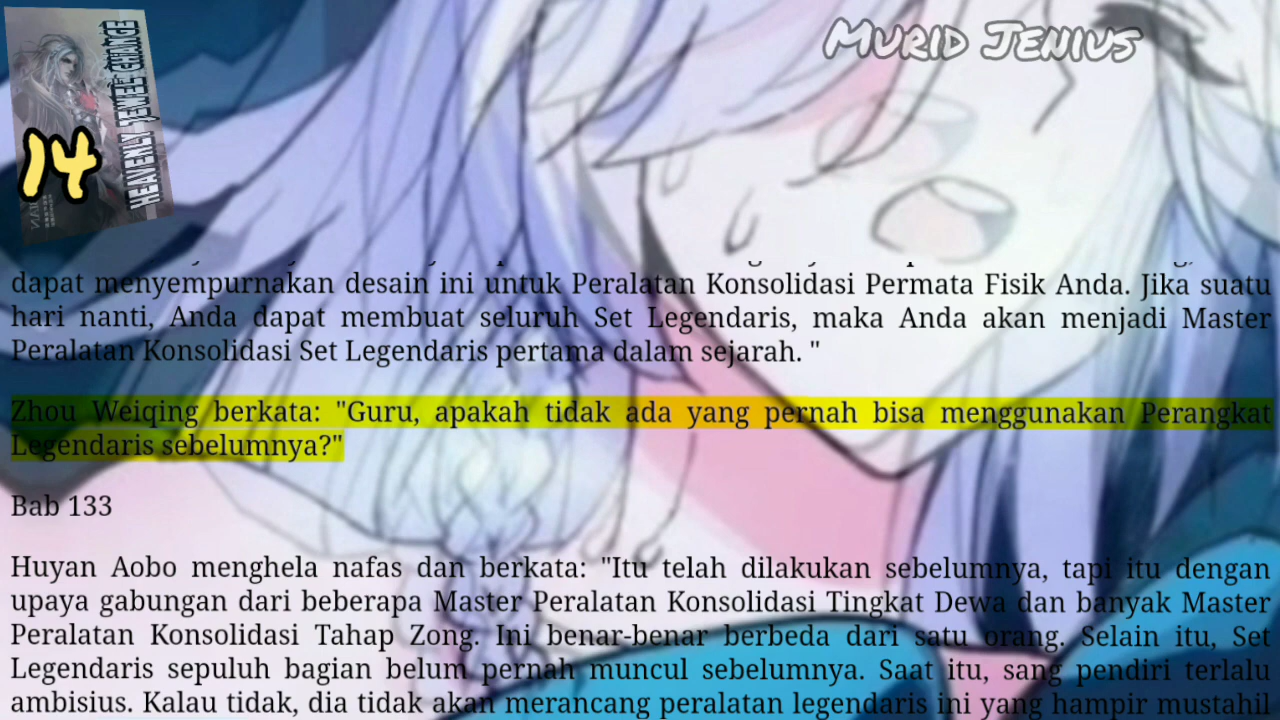 MURID JENIUS
HEAVENLY JEWEL CHANGE
14
dapat menyempurnakan desain ini untuk Peralatan Konsolidasi Permata Fisik Anda. Jika suatu
hari nanti, Anda dapat membuat seluruh Set Legendaris, maka Anda akan menjadi Master
Peralatan Konsolidasi Set Legendaris pertama dalam sejarah. "
Zhou Weiqing berkata: "Guru, apakah tidak ada yang pernah bisa menggunakan Perangkat
Legendaris sebelumnya?"
Bab 133
Huyan Aobo menghela nafas dan berkata: "Itu telah dilakukan sebelumnya, tapi itu dengan
upaya gabungan dari beberapa Master Peralatan Konsolidasi Tingkat Dewa dan banyak Master
Peralatan Konsolidasi Tahap Zong. Ini benar-benar berbeda dari satu orang. Selain itu, Set
Legendaris sepuluh bagian belum pernah muncul sebelumnya. Saat itu, sang pendiri terlalu
ambisius. Kalau tidak, dia tidak akan merancang peralatan legendaris ini yang hampir mustahil